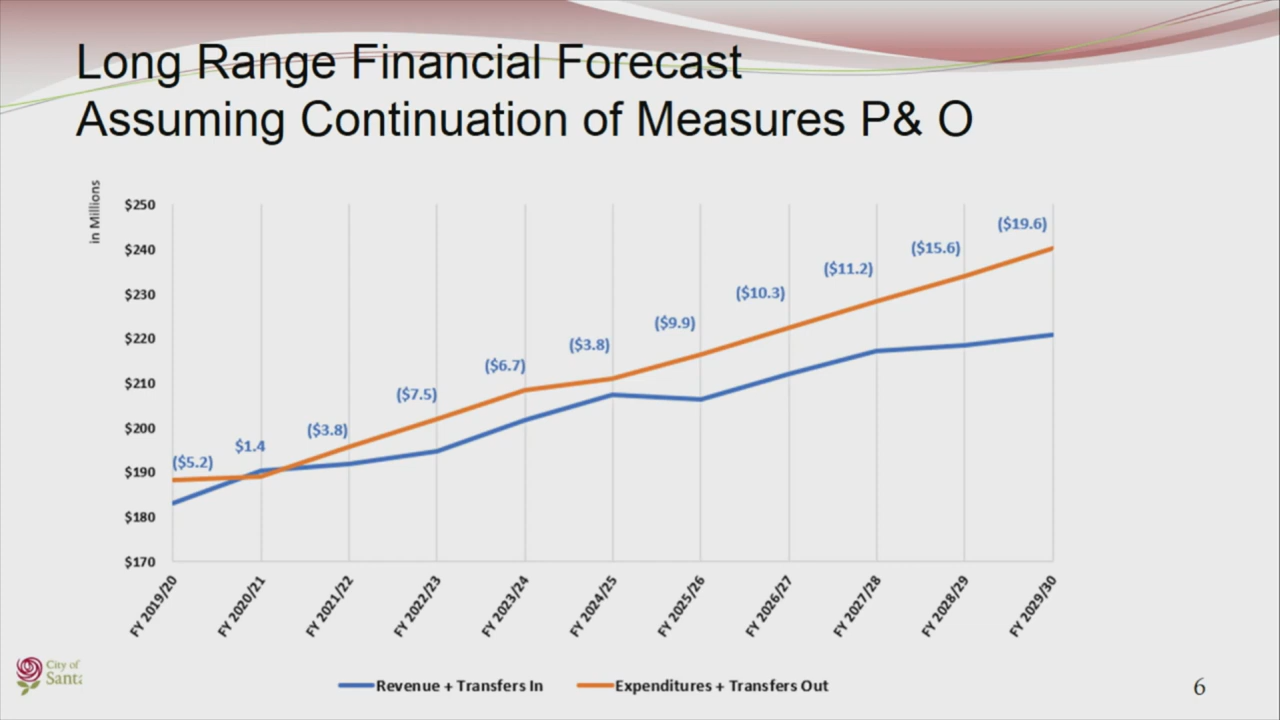 Long Range Financial Forecast
Assuming Continuation of Measures P& O
in Millions
$250
$240
$230
$220
$210
$200
$190
$180
$170
($5.2)
$1.4
($3.8)
($7.5)
($6.7)
($3.8)
($9.9)
($10.3)
($11.2)
($15.6)
($19.6)
FY 2019/20
FY 2020/21
FY 2021/22
FY 2022/23
FY 2023/24
FY 2024/25
FY 2025/26
FY 2026/27
FY 2027/28
FY 2028/29
FY 2029/30
Revenue + Transfers In
Expenditures + Transfers Out
City of
Santa
6